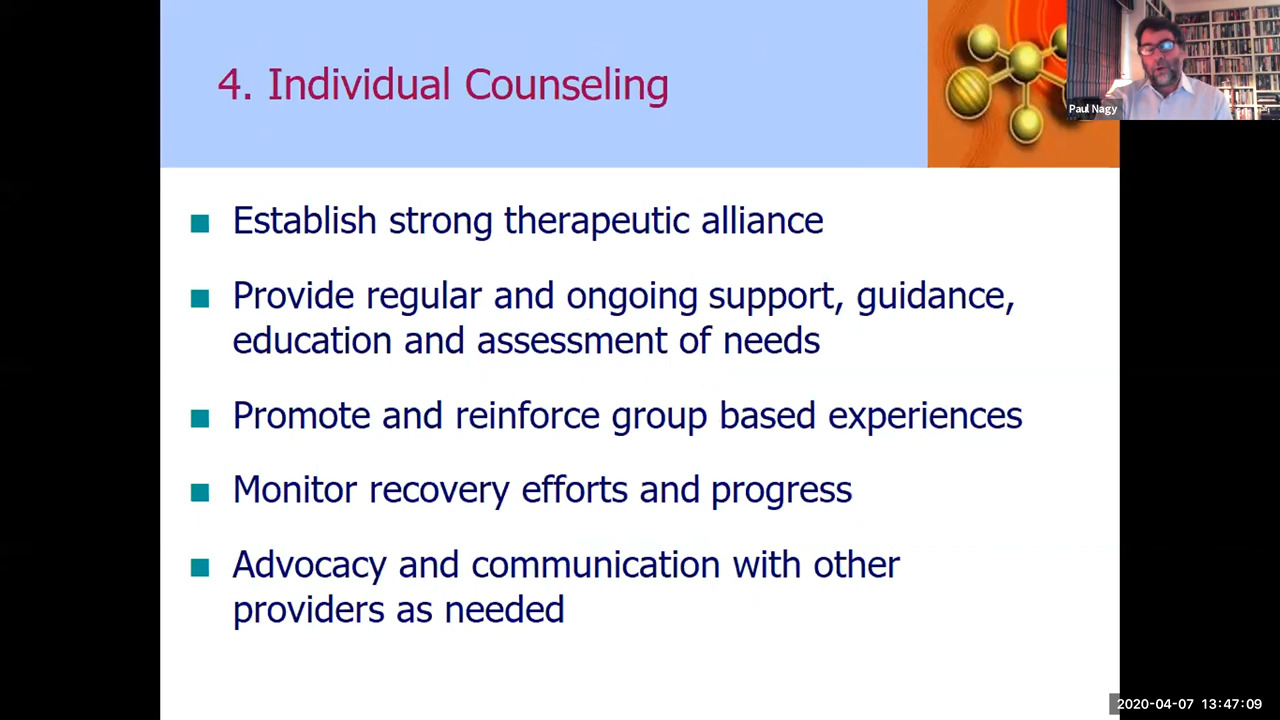 4. Individual Counseling
Paul Nagy
Establish strong therapeutic alliance
Provide regular and ongoing support, guidance,
education and assessment of needs
Promote and reinforce group based experiences
Monitor recovery efforts and progress
Advocacy and communication with other
providers as needed
2020-04-07 13:47:09